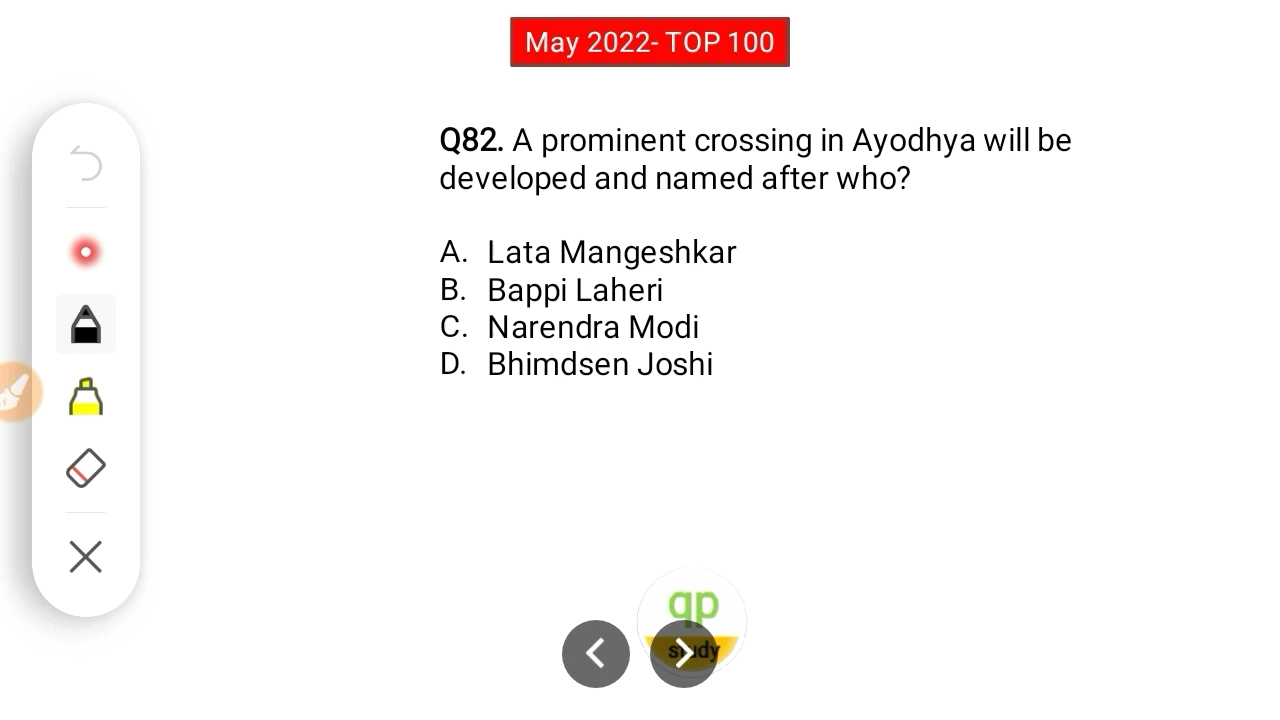 May 2022- TOP 100
Q82. A prominent crossing in Ayodhya will be
developed and named after who?
A. Lata Mangeshkar
B. Bappi Laheri
C. Narendra Modi
D. Bhimdsen Joshi
qp
study